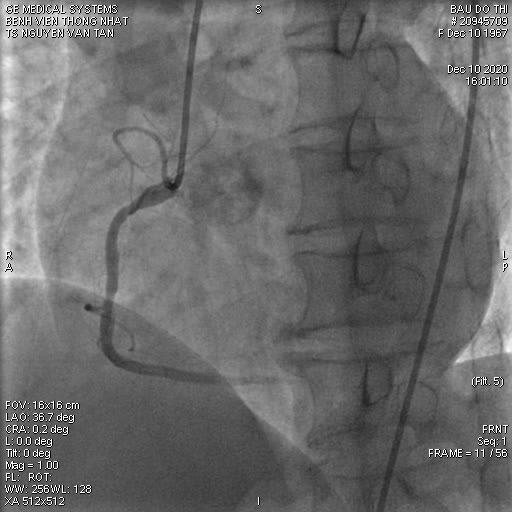 GE MEDICAL SYSTEMS
BENH VIEN THONG NHAT
TS NGUYEN VAN TAN
S
BAU DO THI
# 20945709
F Dec 10 1967
Dec 10 2020
16:01:10
R
A
L
P
(Filt. 5)
FOV: 16x16 cm
LAO: 36.7 deg
CRA: 0.2 deg
L: 0.0 deg
Tilt: 0 deg
Mag = 1.00
FL: ROT:
WW: 256WL: 128
XA 512x512
I
FRNT
Seq: 1
FRAME = 11 / 56